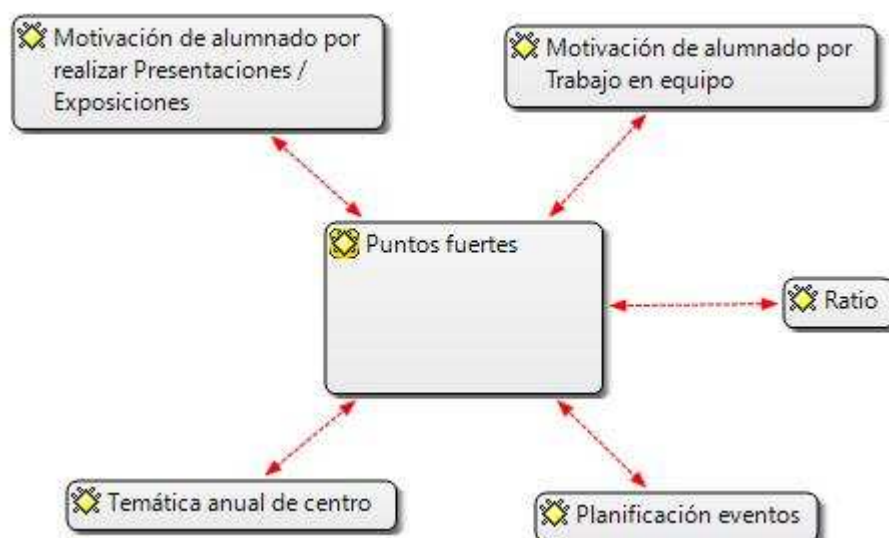 Motivación de alumnado por
realizar Presentaciones /
Exposiciones
Motivación de alumnado por
Trabajo en equipo
Puntos fuertes
Ratio
Temática anual de centro
Planificación eventos